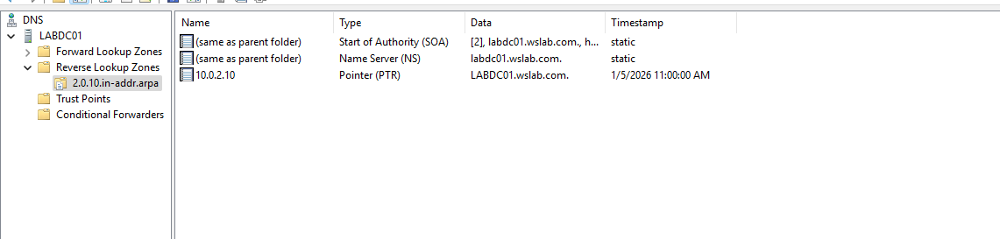 DNS
LABDC01
Forward Lookup Zones
Reverse Lookup Zones
2.0.10.in-addr.arpa
Trust Points
Conditional Forwarders
Name Type Data Timestamp
(same as parent folder) Start of Authority (SOA) [2], labdc01.wslab.com., h... static
(same as parent folder) Name Server (NS) labdc01.wslab.com. static
10.0.2.10 Pointer (PTR) LABDC01.wslab.com. 1/5/2026 11:00:00 AM